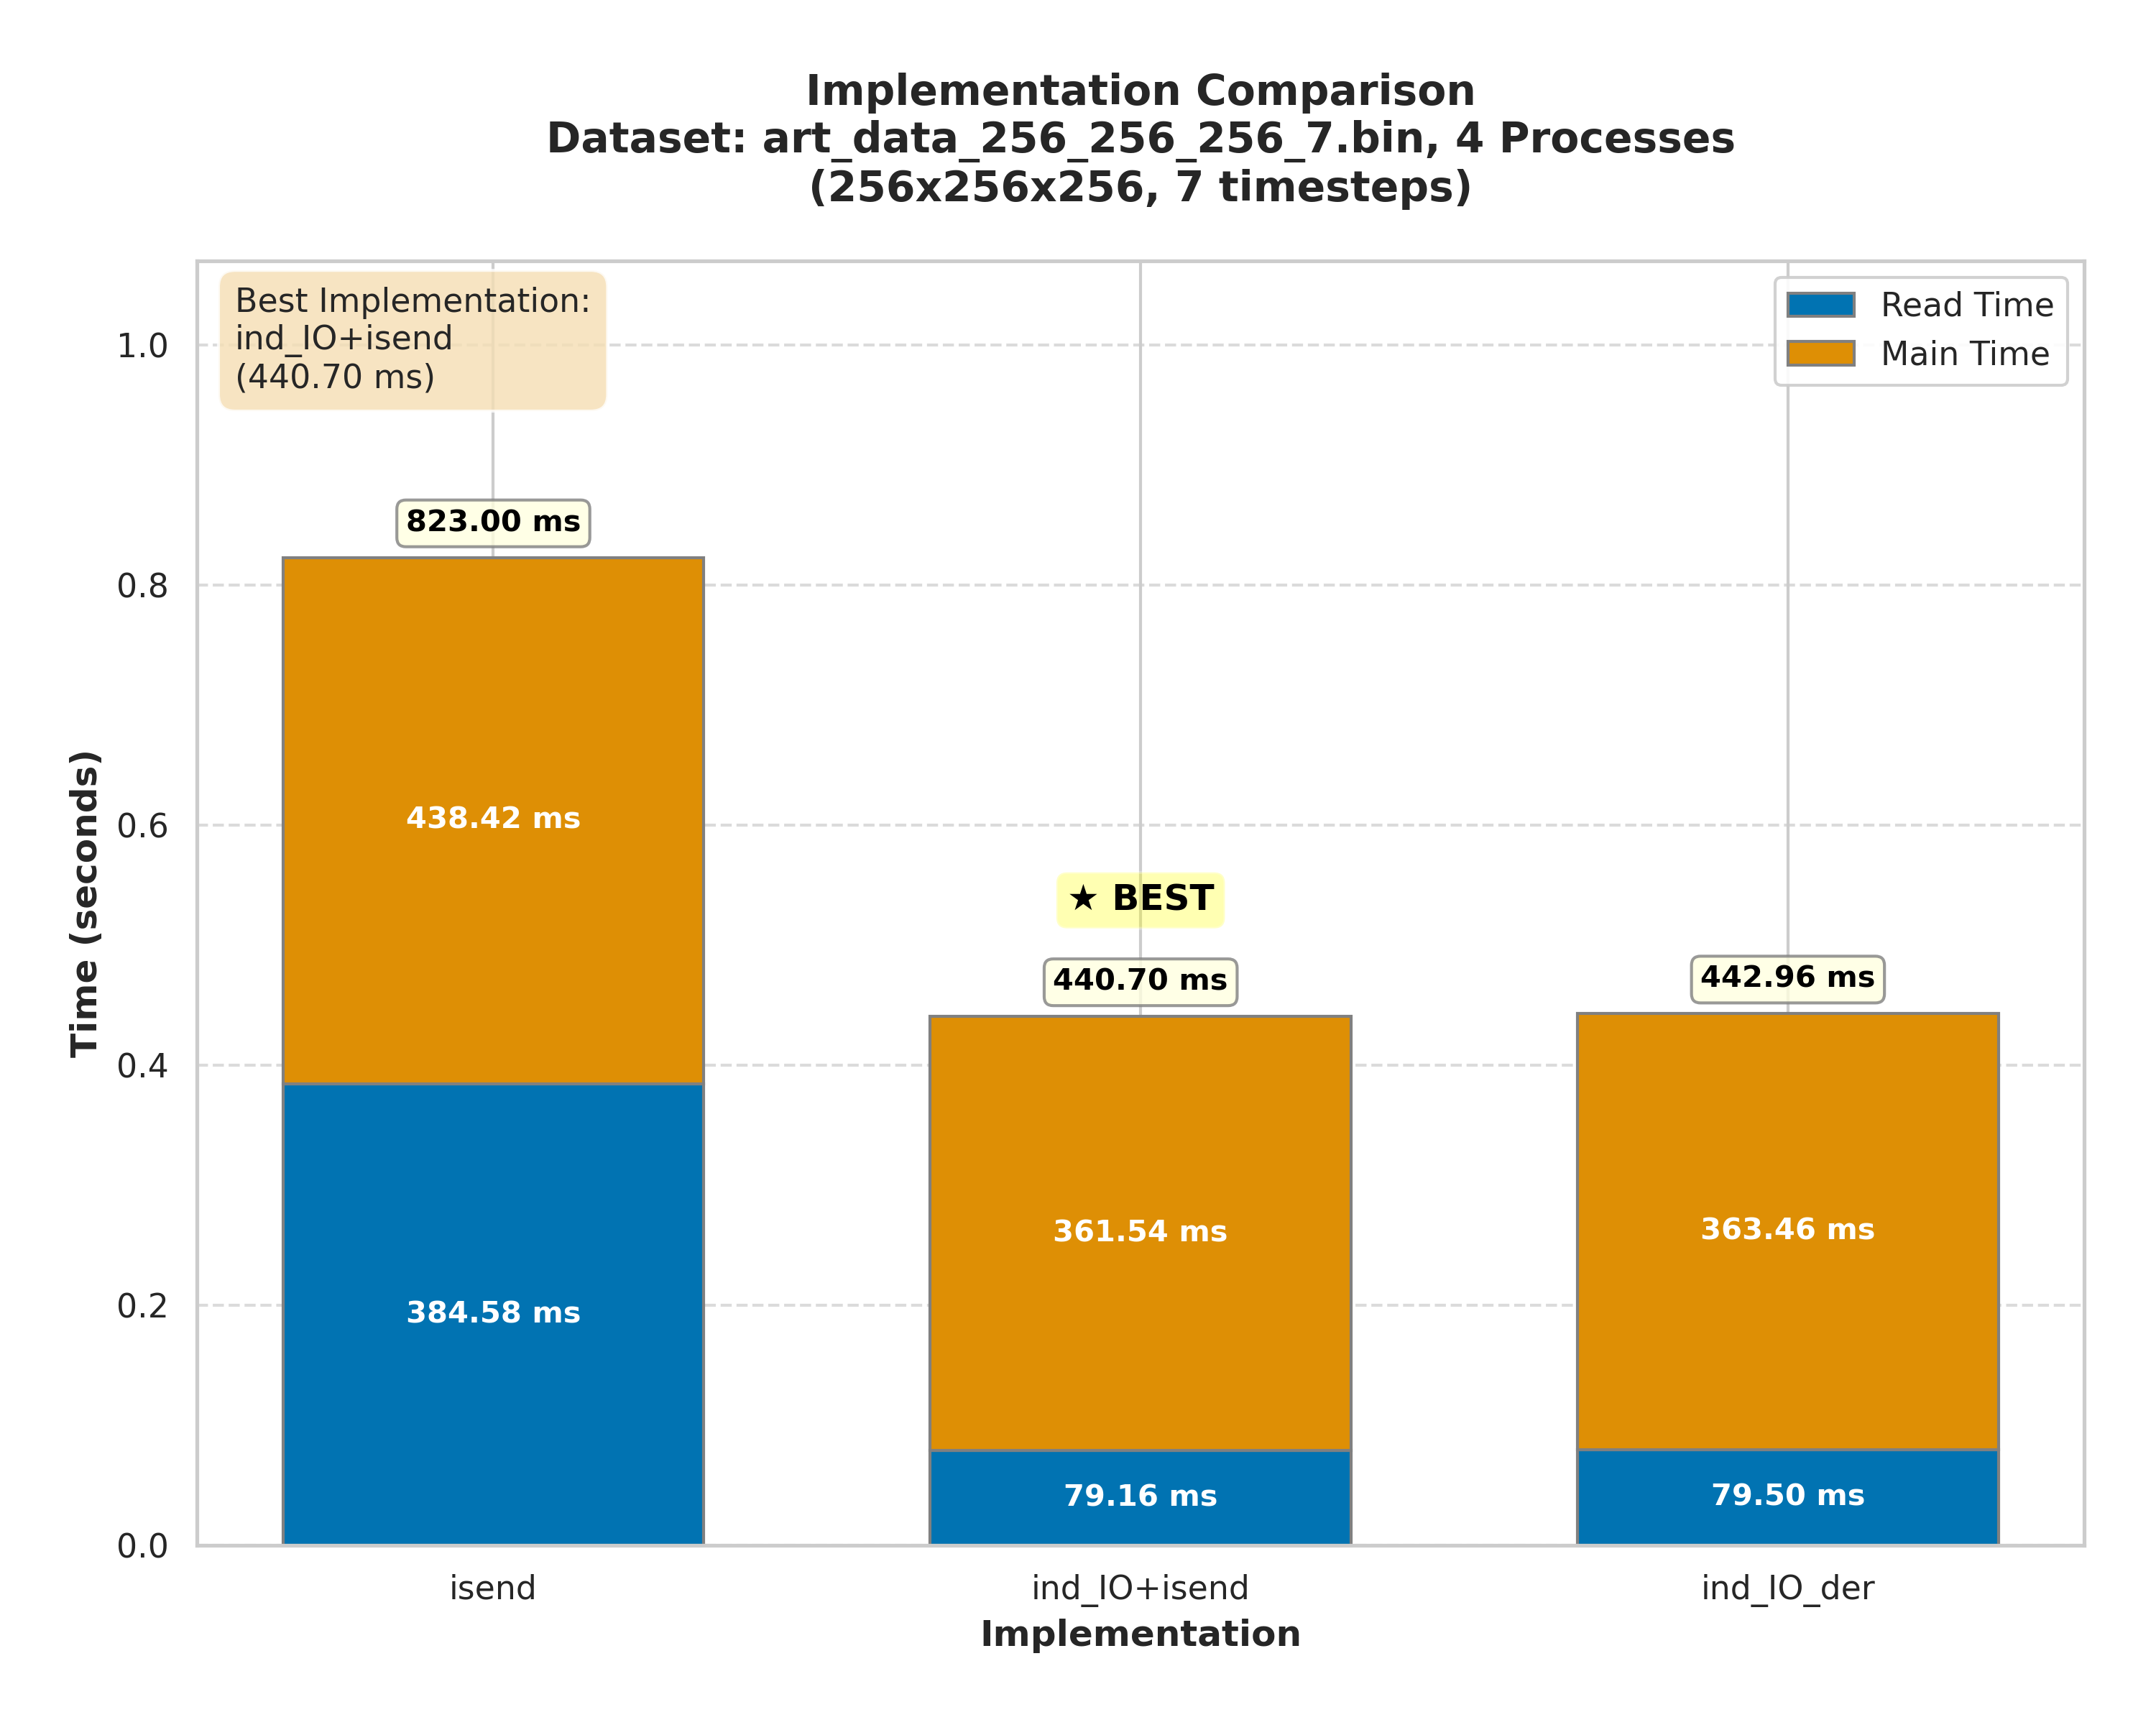 Implementation Comparison
Dataset: art_data_256_256_256_7.bin, 4 Processes
(256x256x256, 7 timesteps)
Best Implementation:
ind_IO+isend
(440.70 ms)
Read Time
Main Time
Time (seconds)
1.0
0.8
0.6
0.4
0.2
0.0
823.00 ms
438.42 ms
384.58 ms
★ BEST
440.70 ms
361.54 ms
79.16 ms
442.96 ms
363.46 ms
79.50 ms
isend
ind_IO+isend
ind_IO_der
Implementation